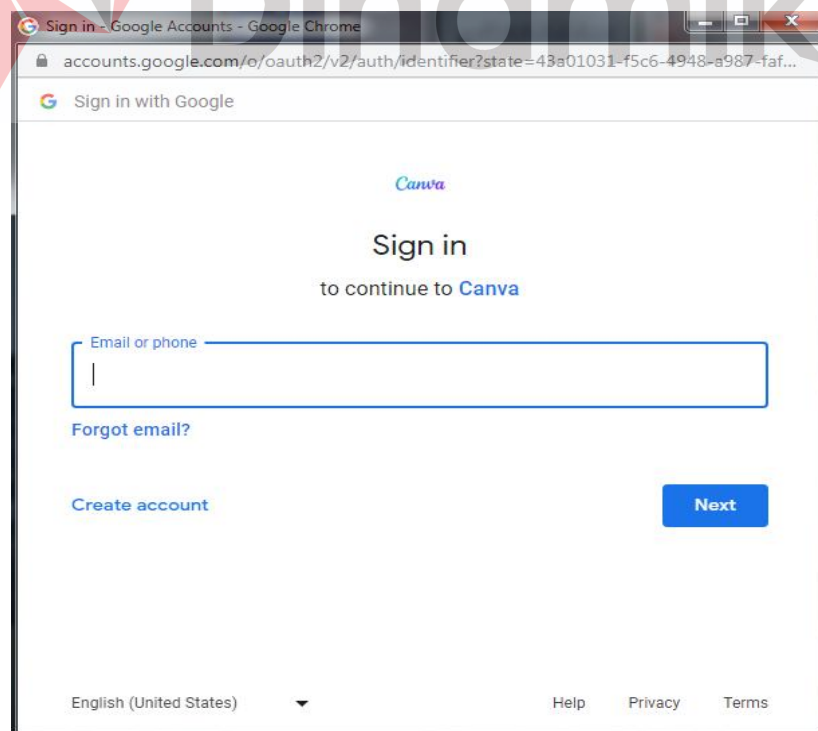 Dinamik
Sign in - Google Accounts - Google Chrome
accounts.google.com/o/oauth2/v2/auth/identifier?state=43a01031-f5c6-4948-a987-faf...
Sign in with Google
Canva
Sign in
to continue to Canva
Email or phone
Forgot email?
Create account
Next
English (United States)
Help Privacy Terms